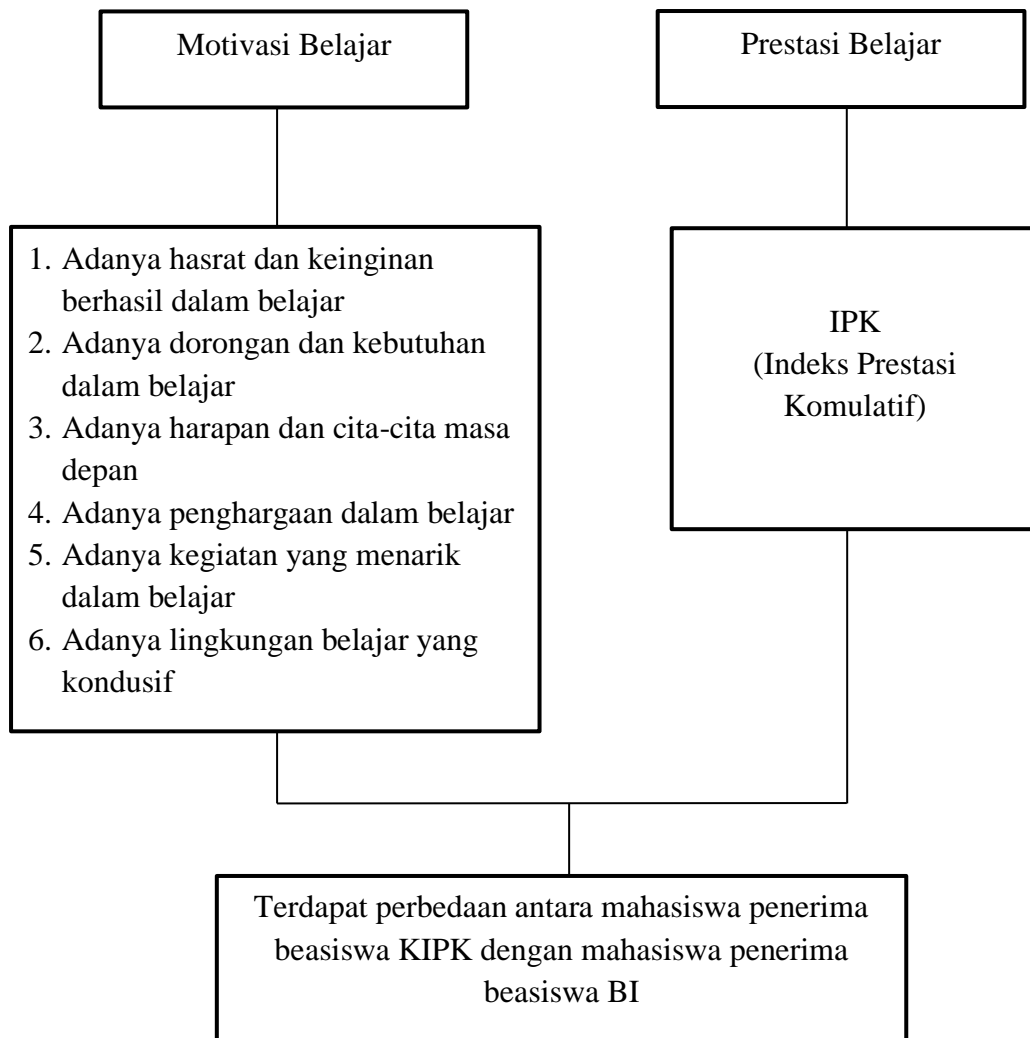 Motivasi Belajar
Prestasi Belajar
1. Adanya hasrat dan keinginan
berhasil dalam belajar
2. Adanya dorongan dan kebutuhan
dalam belajar
3. Adanya harapan dan cita-cita masa
depan
4. Adanya penghargaan dalam belajar
5. Adanya kegiatan yang menarik
dalam belajar
6. Adanya lingkungan belajar yang
kondusif
IPK
(Indeks Prestasi
Komulatif)
Terdapat perbedaan antara mahasiswa penerima
beasiswa KIPK dengan mahasiswa penerima
beasiswa BI